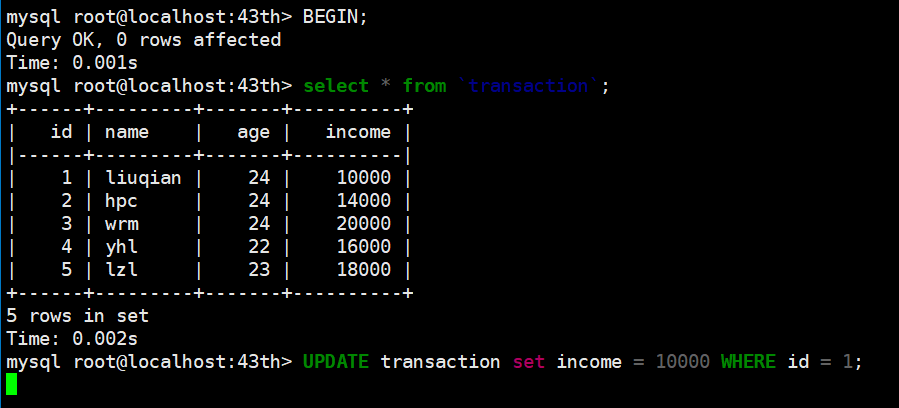 mysql root@localhost:43th> BEGIN;
Query OK, 0 rows affected
Time: 0.001s
mysql root@localhost:43th> select * from `transaction`;
+------+---------+-------+----------+
|   id | name    |   age |   income |
|------+---------+-------+----------|
|    1 | liuqian |    24 |    10000 |
|    2 | hpc     |    24 |    14000 |
|    3 | wrm     |    24 |    20000 |
|    4 | yhl     |    22 |    16000 |
|    5 | lzl     |    23 |    18000 |
+------+---------+-------+----------+
5 rows in set
Time: 0.002s
mysql root@localhost:43th> UPDATE transaction set income = 10000 WHERE id = 1;